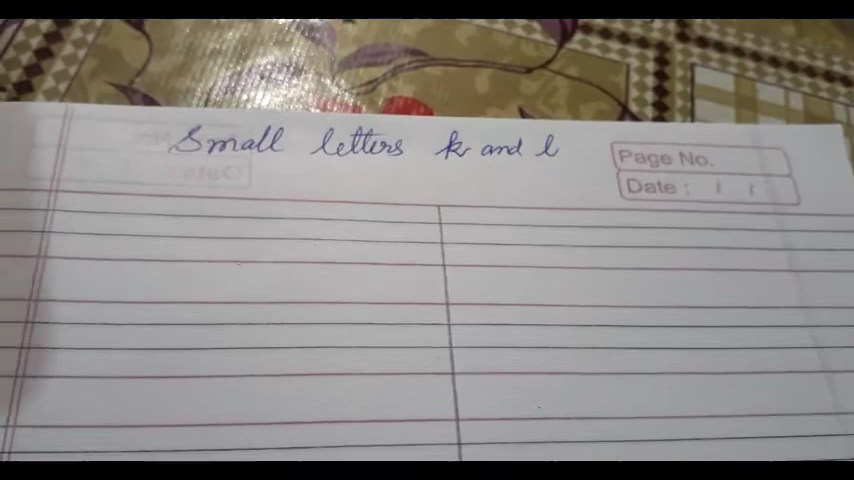 Small letters k and l
Page No.
Date : / /